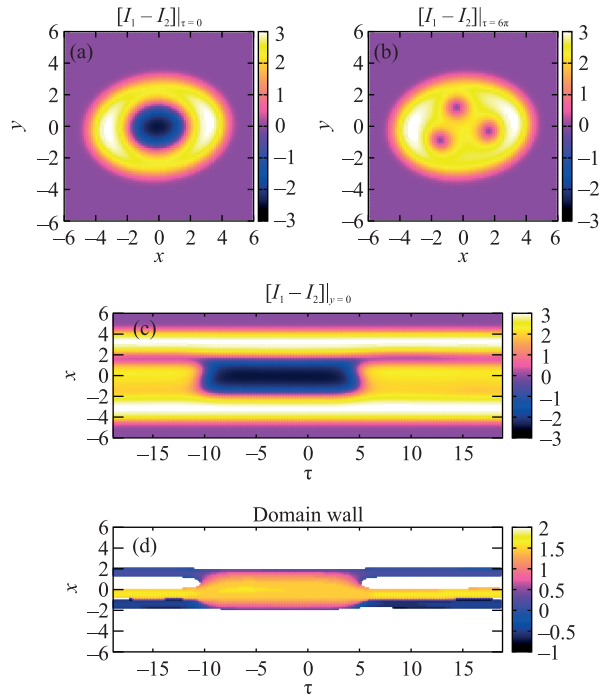 [I₁ − I₂]|τ = 0
[I₁ − I₂]|τ = 6π
(a)
6
4
2
0
−2
−4
−6
y
−6 −4 −2 0 2 4 6
x
3
2
1
0
−1
−2
−3
(b)
6
4
2
0
−2
−4
−6
y
−6 −4 −2 0 2 4 6
x
3
2
1
0
−1
−2
−3
[I₁ − I₂]|y = 0
(c)
6
4
2
0
−2
−4
−6
x
−15 −10 −5 0 5 10 15
τ
3
2
1
0
−1
−2
−3
Domain wall
(d)
6
4
2
0
−2
−4
−6
x
−15 −10 −5 0 5 10 15
τ
2
1.5
1
0.5
0
−0.5
−1